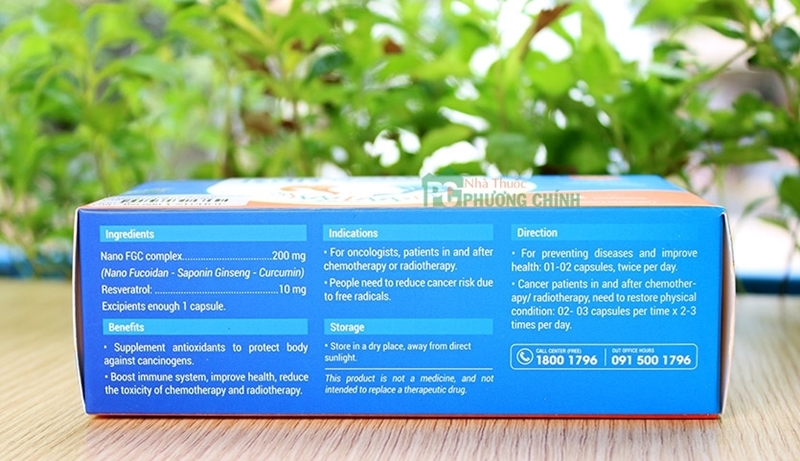 Nhà Thuốc
PG PHƯƠNG CHÍNH
Ingredients
Nano FGC complex..............................200 mg
(Nano Fucoidan - Saponin Ginseng - Curcumin)
Resveratrol: ........................................10 mg
Excipients enough 1 capsule.
Benefits
• Supplement antioxidants to protect body
against cancinogens.
• Boost immune system, improve health, reduce
the toxicity of chemotherapy and radiotherapy.
Indications
• For oncologists, patients in and after
chemotherapy or radiotherapy.
• People need to reduce cancer risk due
to free radicals.
Storage
• Store in a dry place, away from direct
sunlight.
This product is not a medicine, and not
intended to replace a therapeutic drug.
Direction
• For preventing diseases and improve
health: 01-02 capsules, twice per day.
• Cancer patients in and after chemother-
apy/ radiotherapy, need to restore physical
condition: 02- 03 capsules per time x 2-3
times per day.
CALL CENTER (FREE)
1800 1796
OUT OFFICE HOURS
091 500 1796